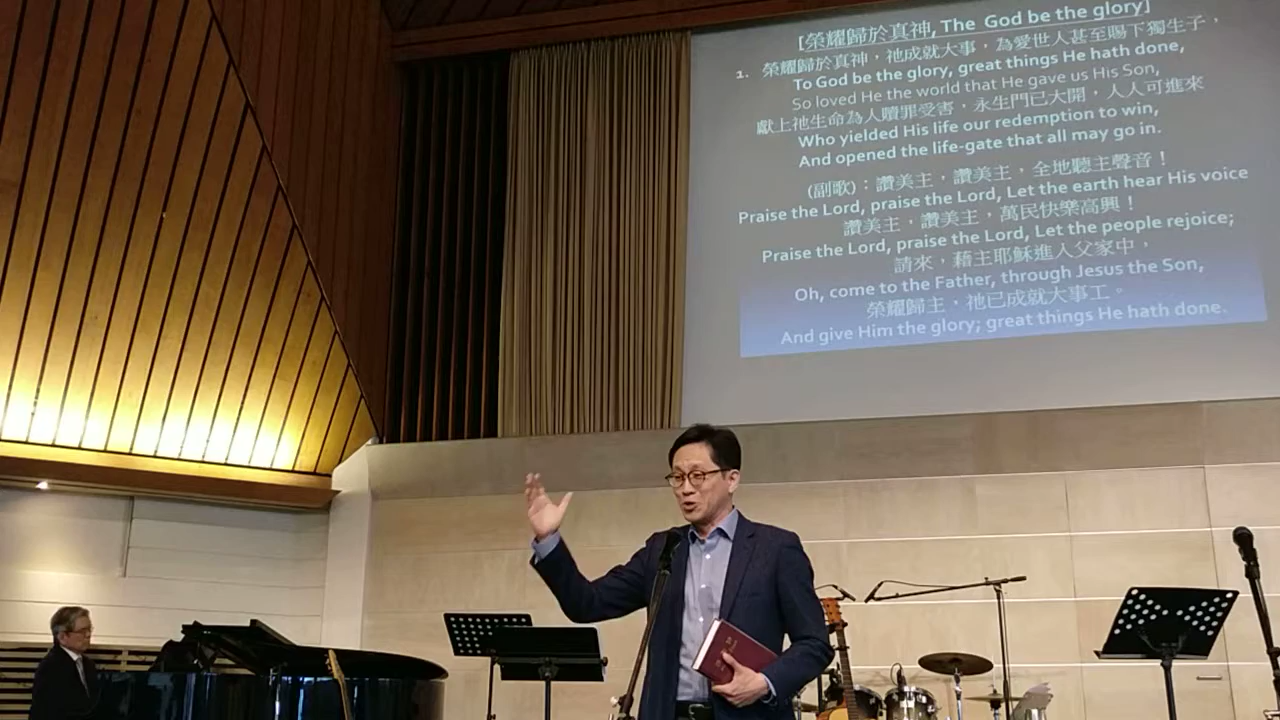 [榮耀歸於真神, The God be the glory]
1. 榮耀歸於真神，祂成就大事，為愛世人甚至賜下獨生子，
To God be the glory, great things He hath done,
So loved He the world that He gave us His Son,
獻上祂生命為人贖罪受害，永生門已大開，人人可進來
Who yielded His life our redemption to win,
And opened the life-gate that all may go in.
(副歌)：讚美主，讚美主，全地聽主聲音！
Praise the Lord, praise the Lord, Let the earth hear His voice
讚美主，讚美主，萬民快樂高興！
Praise the Lord, praise the Lord, Let the people rejoice;
請來，藉主耶穌進入父家中，
Oh, come to the Father, through Jesus the Son,
榮耀歸主，祂已成就大事工。
And give Him the glory; great things He hath done.